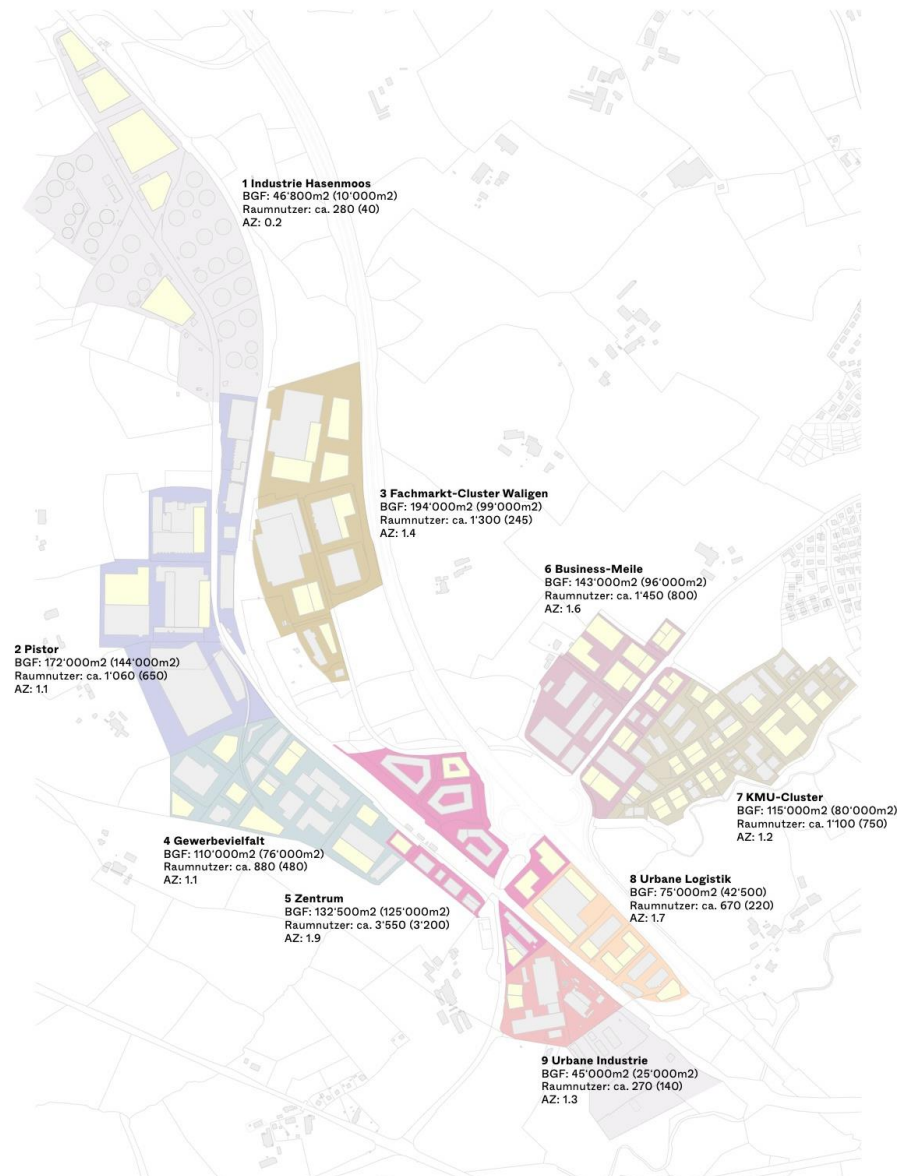 1 Industrie Hasenmoos
BGF: 46'800m2 (10'000m2)
Raumnutzer: ca. 280 (40)
AZ: 0.2
3 Fachmarkt-Cluster Waligen
BGF: 194'000m2 (99'000m2)
Raumnutzer: ca. 1'300 (245)
AZ: 1.4
6 Business-Meile
BGF: 143'000m2 (96'000m2)
Raumnutzer: ca. 1'450 (800)
AZ: 1.6
2 Pistor
BGF: 172'000m2 (144'000m2)
Raumnutzer: ca. 1'060 (650)
AZ: 1.1
7 KMU-Cluster
BGF: 115'000m2 (80'000m2)
Raumnutzer: ca. 1'100 (750)
AZ: 1.2
4 Gewerbevielfalt
BGF: 110'000m2 (76'000m2)
Raumnutzer: ca. 880 (480)
AZ: 1.1
8 Urbane Logistik
BGF: 75'000m2 (42'500)
Raumnutzer: ca. 670 (220)
AZ: 1.7
5 Zentrum
BGF: 132'500m2 (125'000m2)
Raumnutzer: ca. 3'550 (3'200)
AZ: 1.9
9 Urbane Industrie
BGF: 45'000m2 (25'000m2)
Raumnutzer: ca. 270 (140)
AZ: 1.3